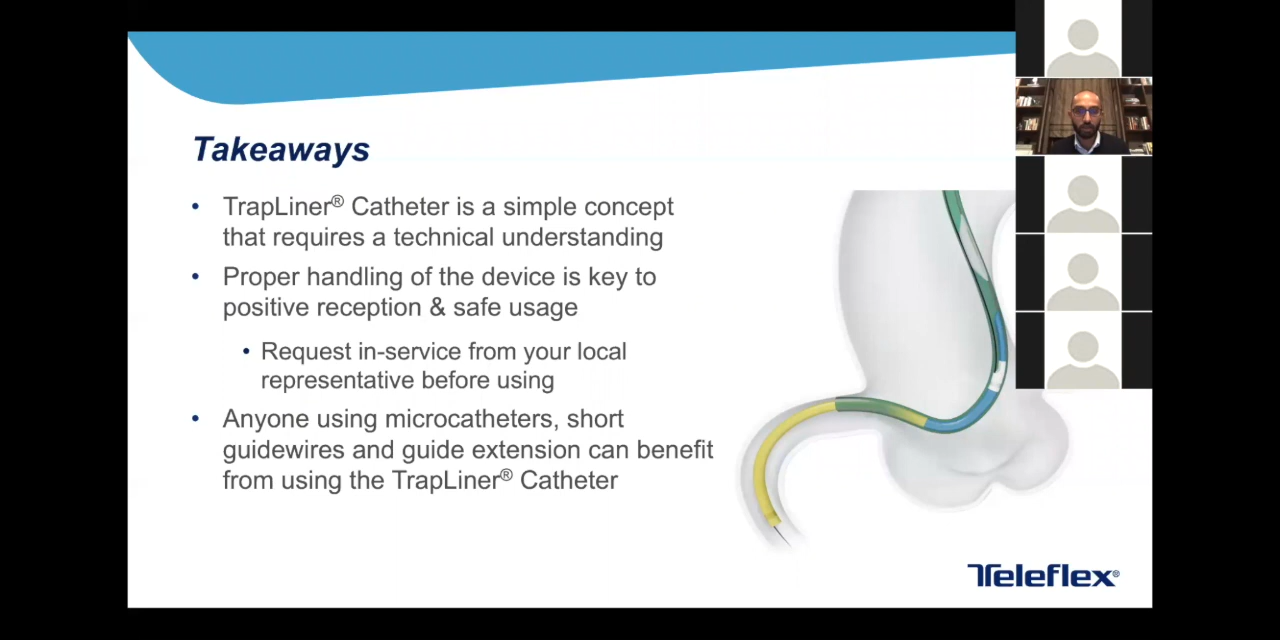 Takeaways
• TrapLiner® Catheter is a simple concept
that requires a technical understanding
• Proper handling of the device is key to
positive reception & safe usage
• Request in-service from your local
representative before using
• Anyone using microcatheters, short
guidewires and guide extension can benefit
from using the TrapLiner® Catheter
Teleflex®